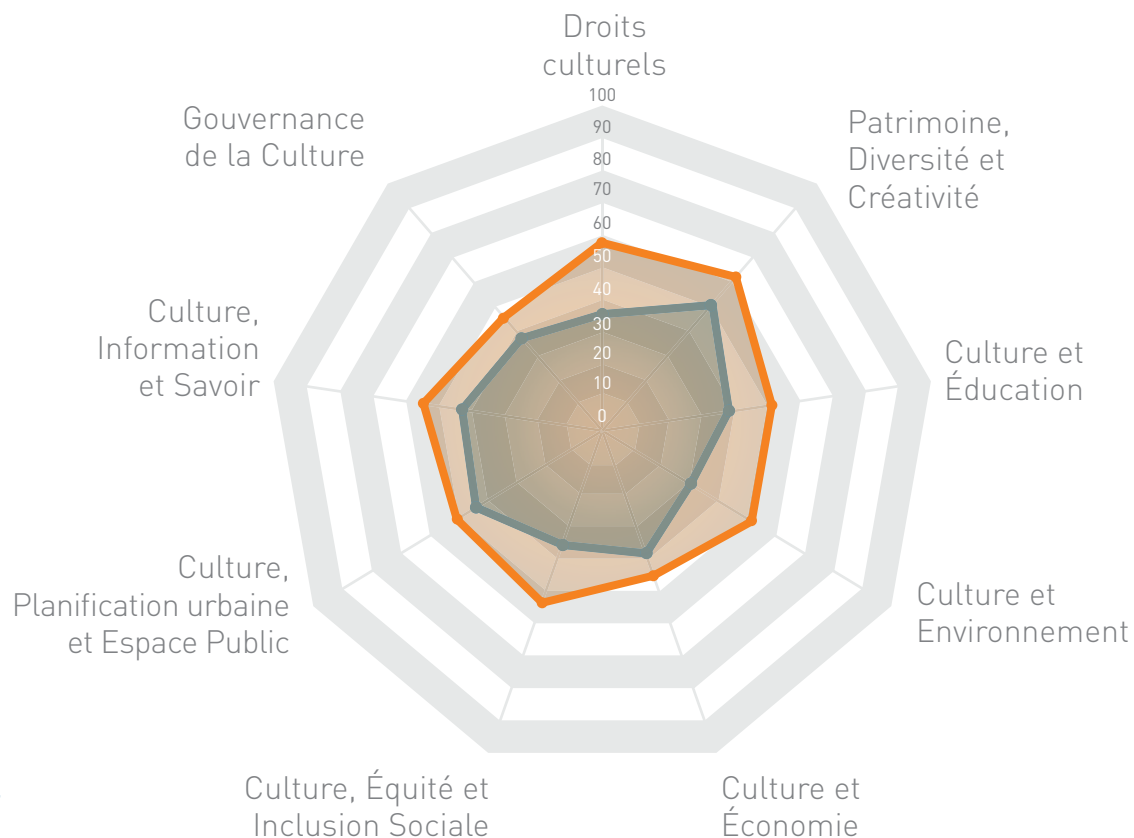 Droits
culturels
100
90
80
70
60
50
40
30
20
10
0
Patrimoine,
Diversité et
Créativité
Culture et
Éducation
Culture et
Environnement
Culture et
Économie
Culture, Équité et
Inclusion Sociale
Culture,
Planification urbaine
et Espace Public
Culture,
Information
et Savoir
Gouvernance
de la Culture